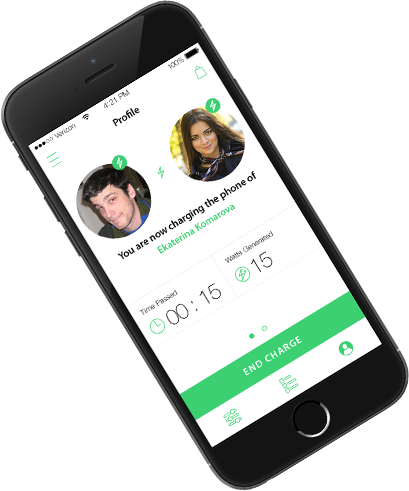 Verizon 4:21 PM 100%
Profile
You are now charging the phone of
Ekaterina Komarova
Time Passed
00 : 15
Watts Generated
15
END CHARGE